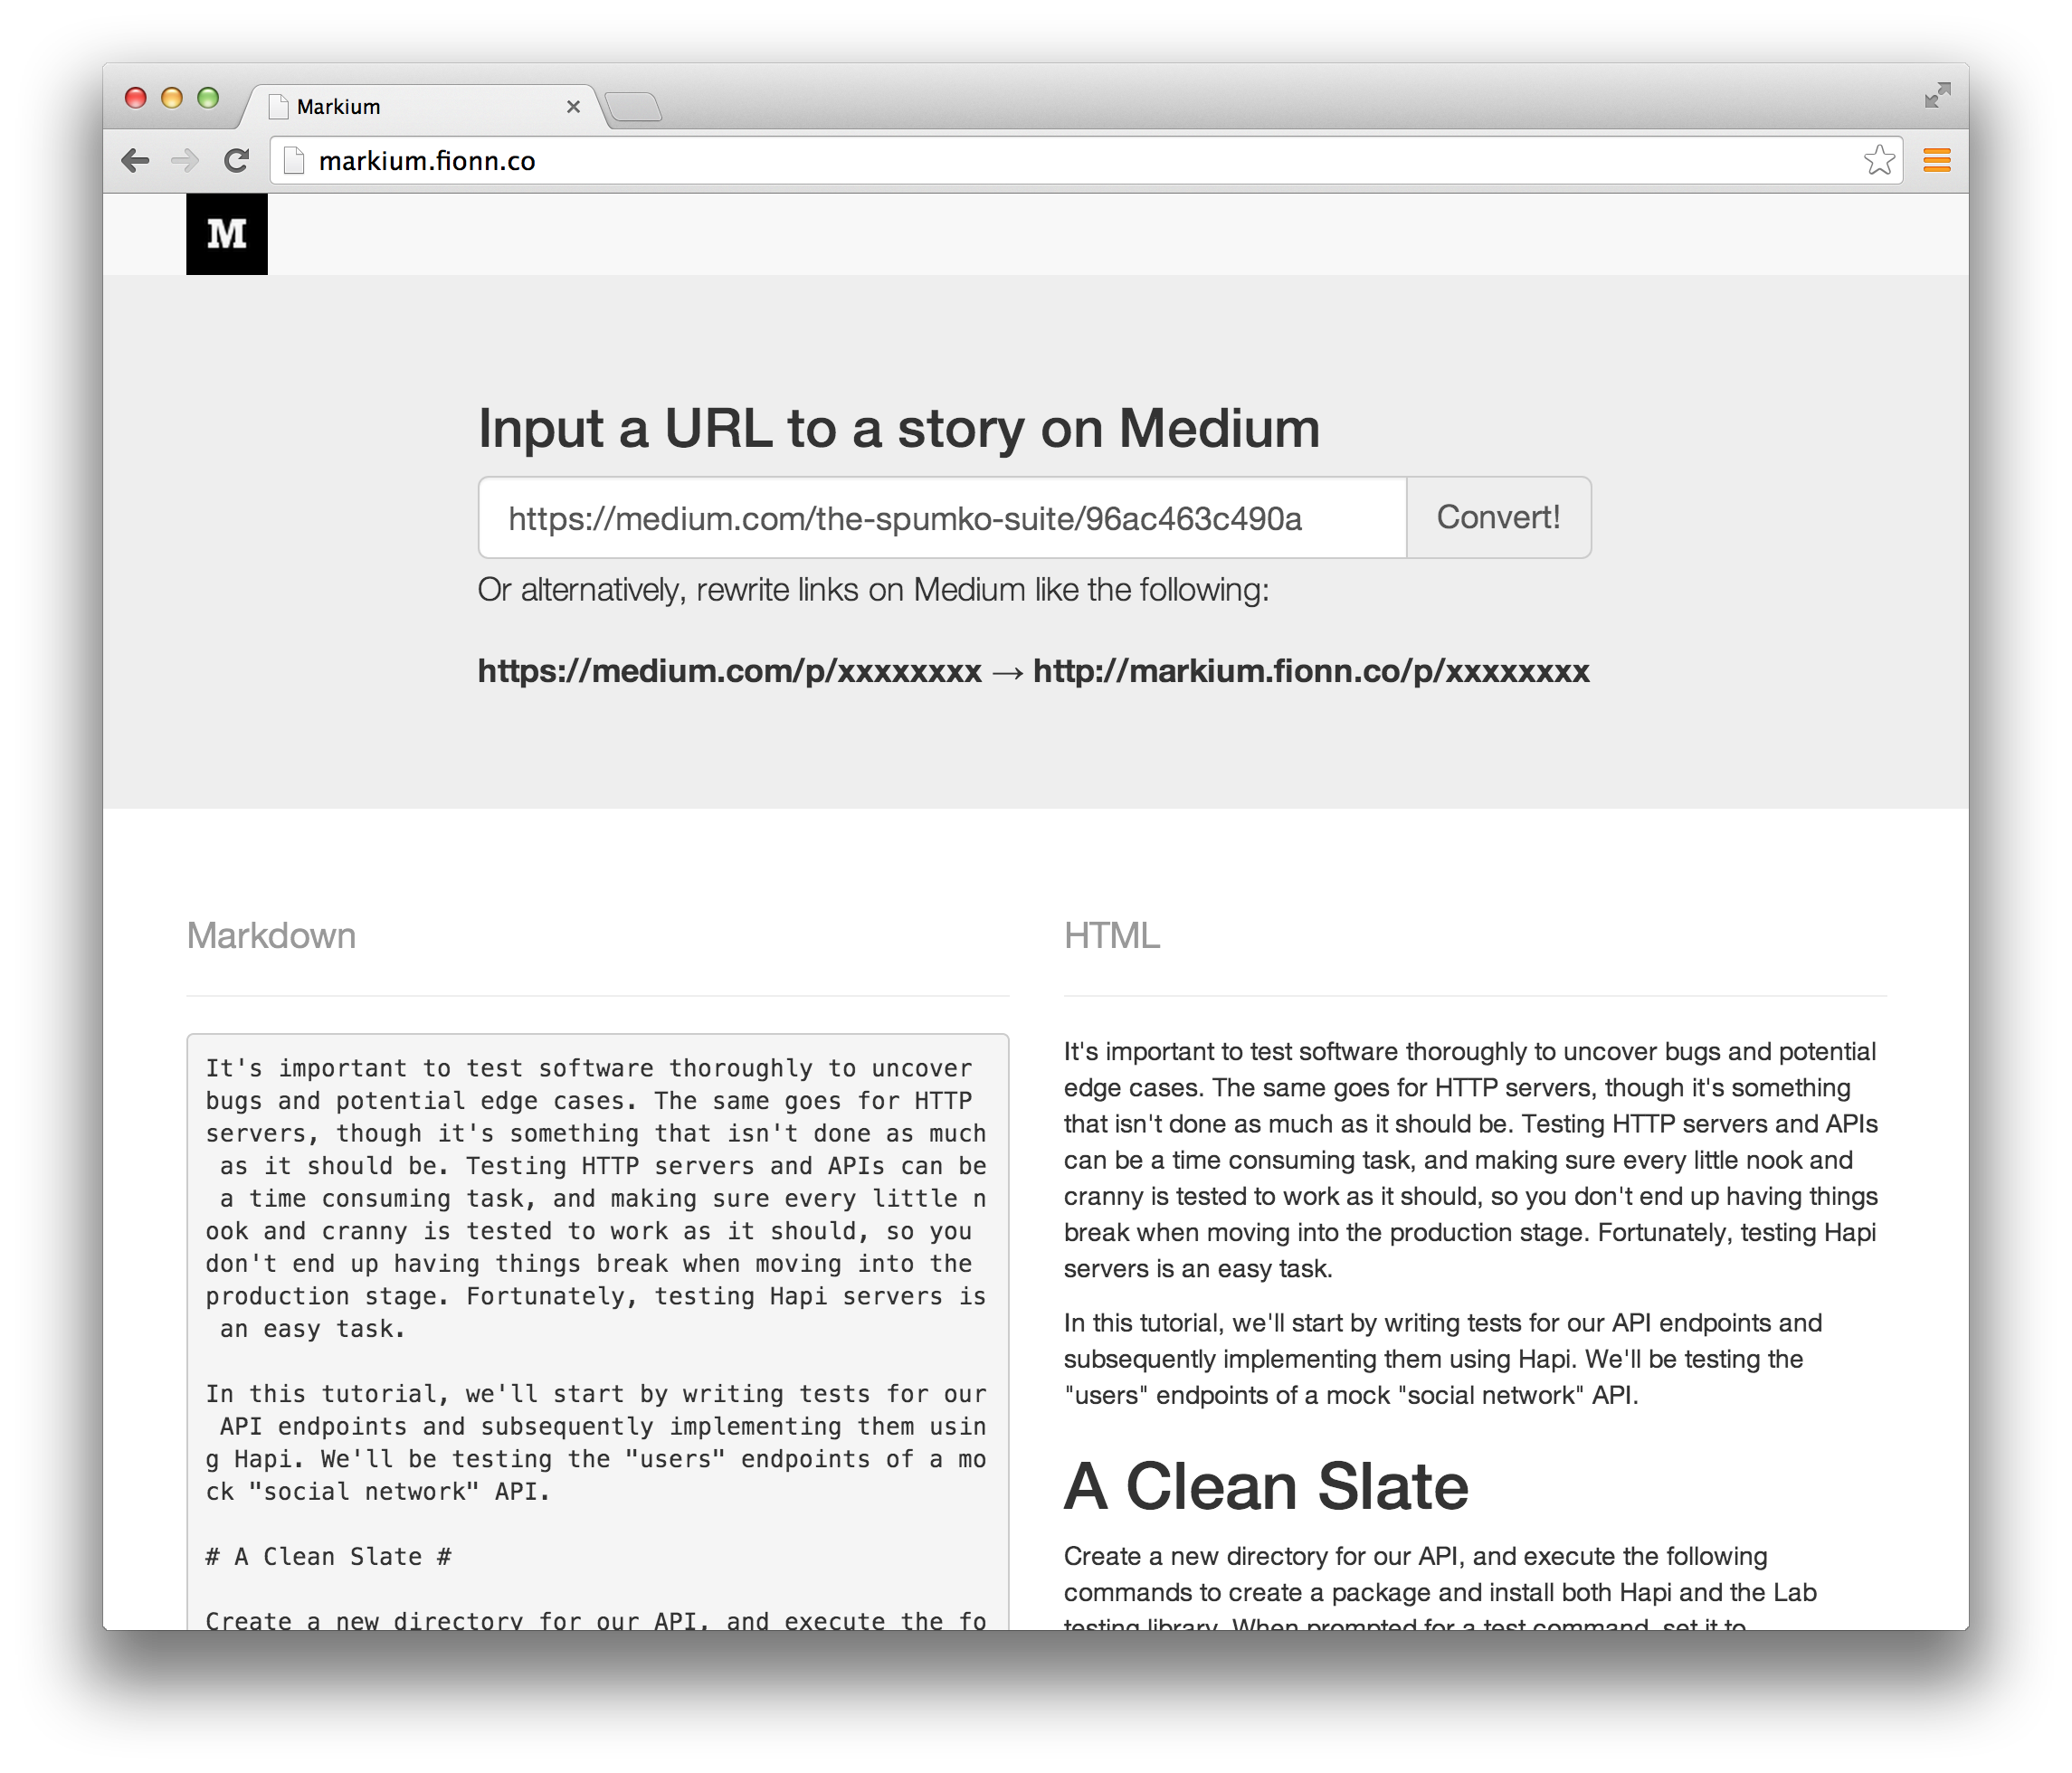 Markium
markium.fionn.co
M
Input a URL to a story on Medium
https://medium.com/the-spumko-suite/96ac463c490a
Convert!
Or alternatively, rewrite links on Medium like the following:
https://medium.com/p/xxxxxxxx → http://markium.fionn.co/p/xxxxxxxx
Markdown
It's important to test software thoroughly to uncover
bugs and potential edge cases. The same goes for HTTP
servers, though it's something that isn't done as much
as it should be. Testing HTTP servers and APIs can be
a time consuming task, and making sure every little n
ook and cranny is tested to work as it should, so you
don't end up having things break when moving into the
production stage. Fortunately, testing Hapi servers is
an easy task.
In this tutorial, we'll start by writing tests for our
API endpoints and subsequently implementing them usin
g Hapi. We'll be testing the "users" endpoints of a mo
ck "social network" API.
# A Clean Slate #
Create a new directory for our API, and execute the fo
HTML
It's important to test software thoroughly to uncover bugs and potential
edge cases. The same goes for HTTP servers, though it's something
that isn't done as much as it should be. Testing HTTP servers and APIs
can be a time consuming task, and making sure every little nook and
cranny is tested to work as it should, so you don't end up having things
break when moving into the production stage. Fortunately, testing Hapi
servers is an easy task.
In this tutorial, we'll start by writing tests for our API endpoints and
subsequently implementing them using Hapi. We'll be testing the
"users" endpoints of a mock "social network" API.
A Clean Slate
Create a new directory for our API, and execute the following
commands to create a package and install both Hapi and the Lab
testing library. When prompted for a test command, set it to